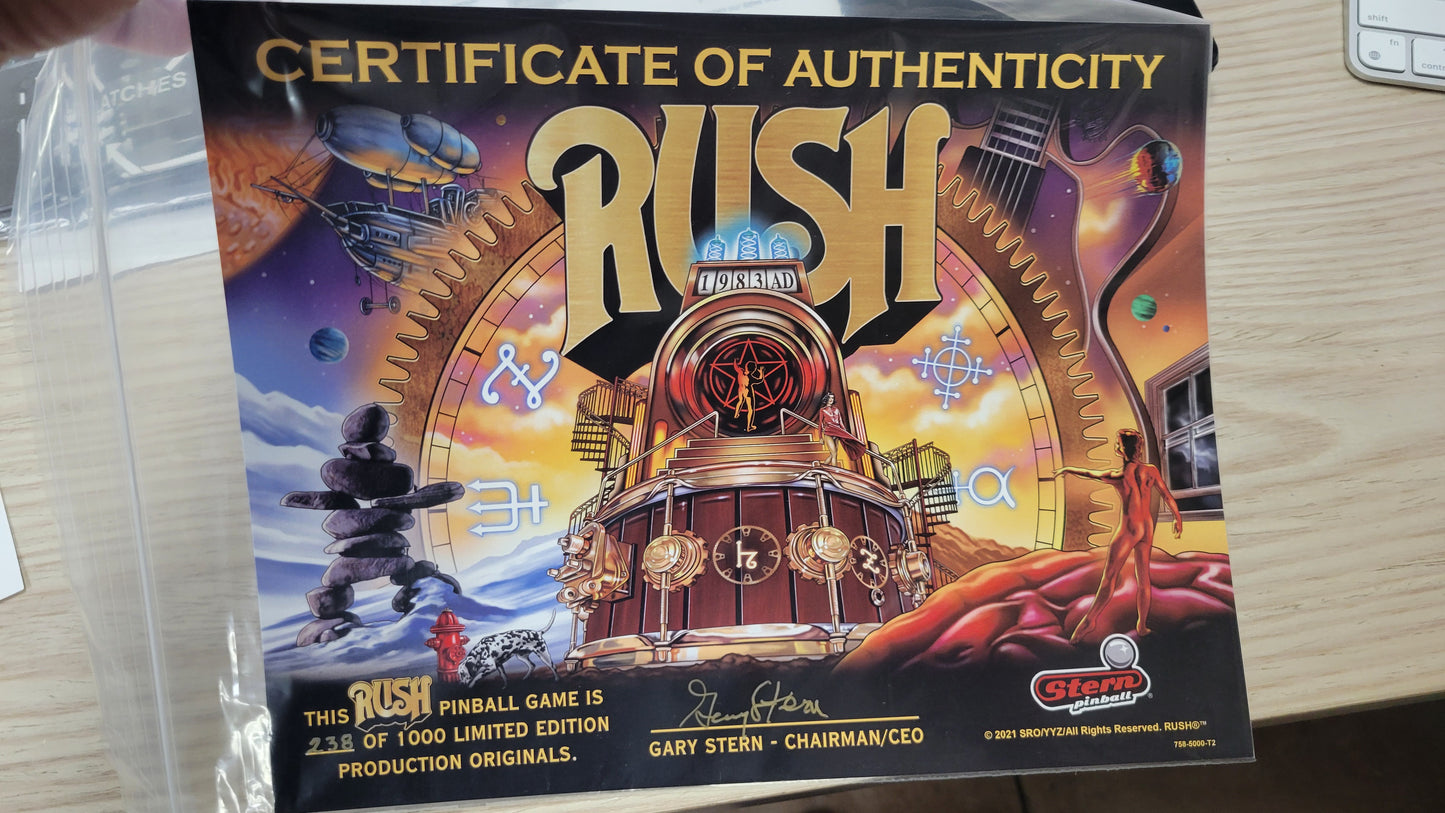 shift
fn
ATCHES
CERTIFICATE OF AUTHENTICITY
RUSH
1983 AD
THIS RUSH PINBALL GAME IS
238 OF 1000 LIMITED EDITION
PRODUCTION ORIGINALS.
Gary Stern
GARY STERN - CHAIRMAN/CEO
Stern
pinball®
© 2021 SRO/YYZ/All Rights Reserved. RUSH®™
758-5000-T2